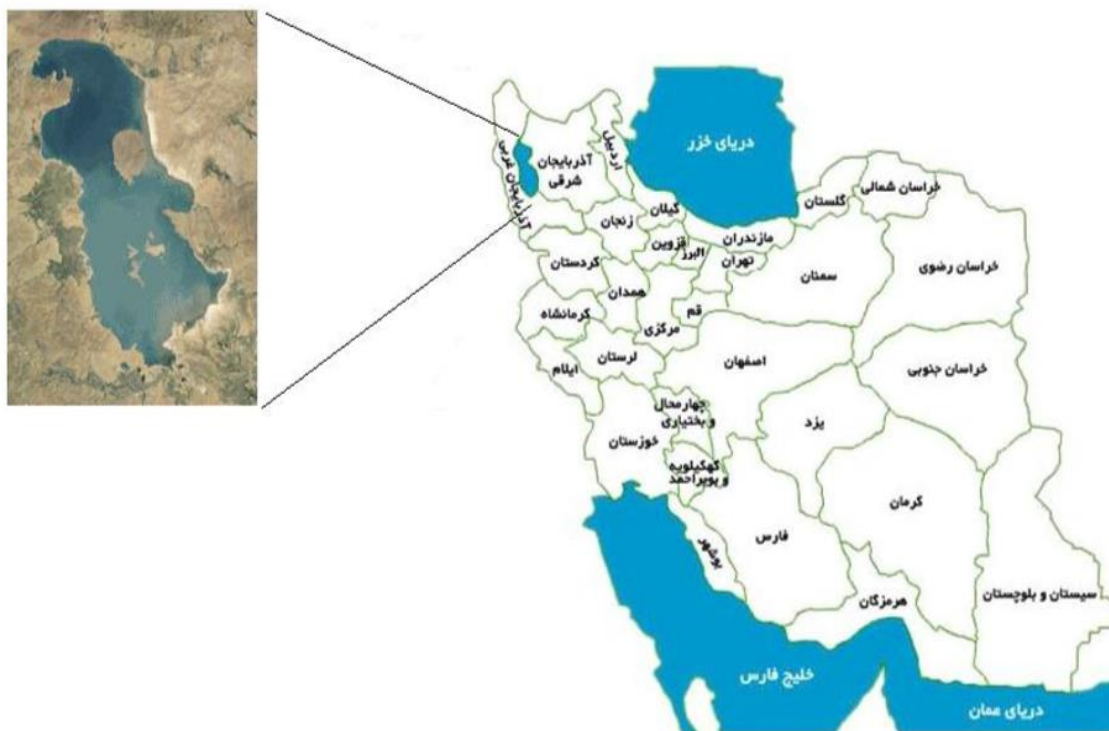 دریای خزر
اردبیل
آذربایجان
شرقی
آذربایجان غربی
خراسان شمالی
گلستان
گیلان
زنجان
مازندران
قزوین
البرز
تهران
کردستان
سمنان
خراسان رضوی
همدان
قم
کرمانشاه
مرکزی
لرستان
اصفهان
ایلام
خراسان جنوبی
چهارمحال
و بختیاری
یزد
خوزستان
کهگیلویه
و بویراحمد
کرمان
فارس
بوشهر
سیستان و بلوچستان
هرمزگان
خلیج فارس
دریای عمان